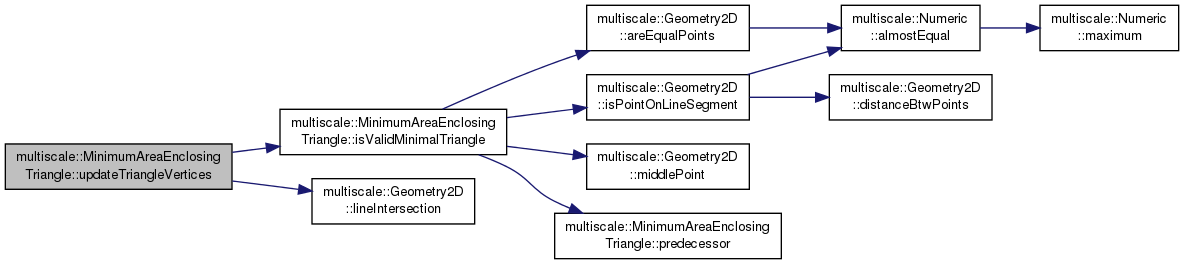 multiscale::MinimumAreaEnclosing
Triangle::updateTriangleVertices
multiscale::MinimumAreaEnclosing
Triangle::isValidMinimalTriangle
multiscale::Geometry2D
::lineIntersection
multiscale::Geometry2D
::areEqualPoints
multiscale::Geometry2D
::isPointOnLineSegment
multiscale::Geometry2D
::middlePoint
multiscale::MinimumAreaEnclosing
Triangle::predecessor
multiscale::Numeric
::almostEqual
multiscale::Geometry2D
::distanceBtwPoints
multiscale::Numeric
::maximum